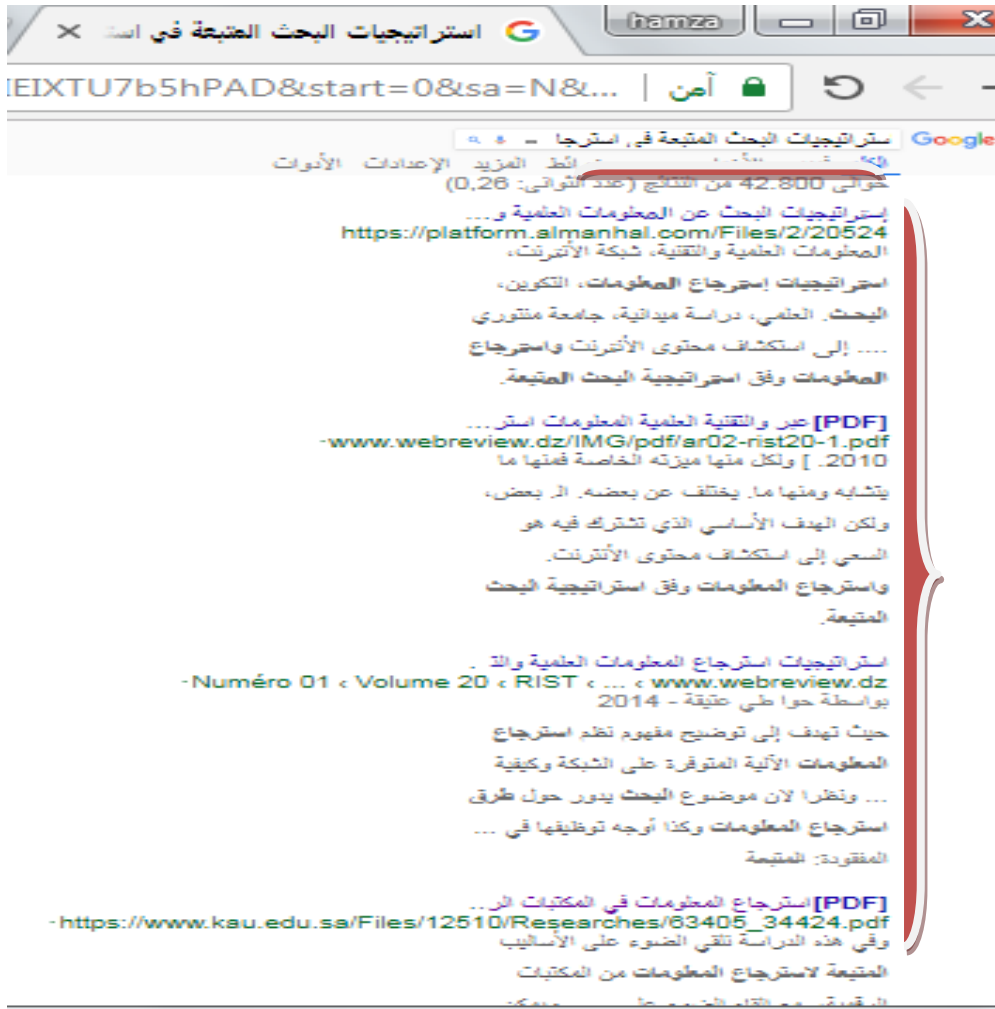 hamza
استراتيجيات البحث المتبعة في است
IEIXTU7b5hPAD&start=0&sa=N&... | آمن
Google ستراتيجيات البحث المتبعة في استرجا
المزيد الإعدادات الأدوات
حوالى 42.800 من النتائج (عدد الثواني: 0,26)
إستراتيجيات البحث عن المعلومات العلمية و...
https://platform.almanhal.com/Files/2/20524
المعلومات العلمية والتقنية، شبكة الأنترنت،
استراتيجيات إسترجاع المعلومات، التكوين،
البحث. العلمي، دراسة ميدانية، جامعة منتوري
.... إلى استكشاف محتوى الأنترنت واسترجاع
المعلومات وفق استراتيجية البحث المتبعة.
[PDF]عبر والتقنية العلمية المعلومات استر...
www.webreview.dz/IMG/pdf/ar02-rist20-1.pdf-
2010. ] ولكل منها ميزته الخاصة فمنها ما
يتشابه ومنها ما. يختلف عن بعضه. الـ بعض،
ولكن الهدف الأساسي الذي تشترك فيه هو
السعي إلى استكشاف محتوى الأنترنت.
واسترجاع المعلومات وفق استراتيجية البحث
المتبعة.
استراتيجيات استرجاع المعلومات العلمية والت .
www.webreview.dz › ... › RIST › Volume 20 › Numéro 01-
بواسطة حوا طي عتيقة - 2014
حيث تهدف إلى توضيح مفهوم نظم استرجاع
المعلومات الآلية المتوفرة على الشبكة وكيفية
... ونظرا لان موضوع البحث يدور حول طرق
استرجاع المعلومات وكذا أوجه توظيفها في ...
المفقودة: المتبعة
[PDF]استرجاع المعلومات في المكتبات الر...
https://www.kau.edu.sa/Files/12510/Researches/63405_34424.pdf-
وفي هذه الدراسة تلقي الضوء على الأساليب
المتبعة لاسترجاع المعلومات من المكتبات